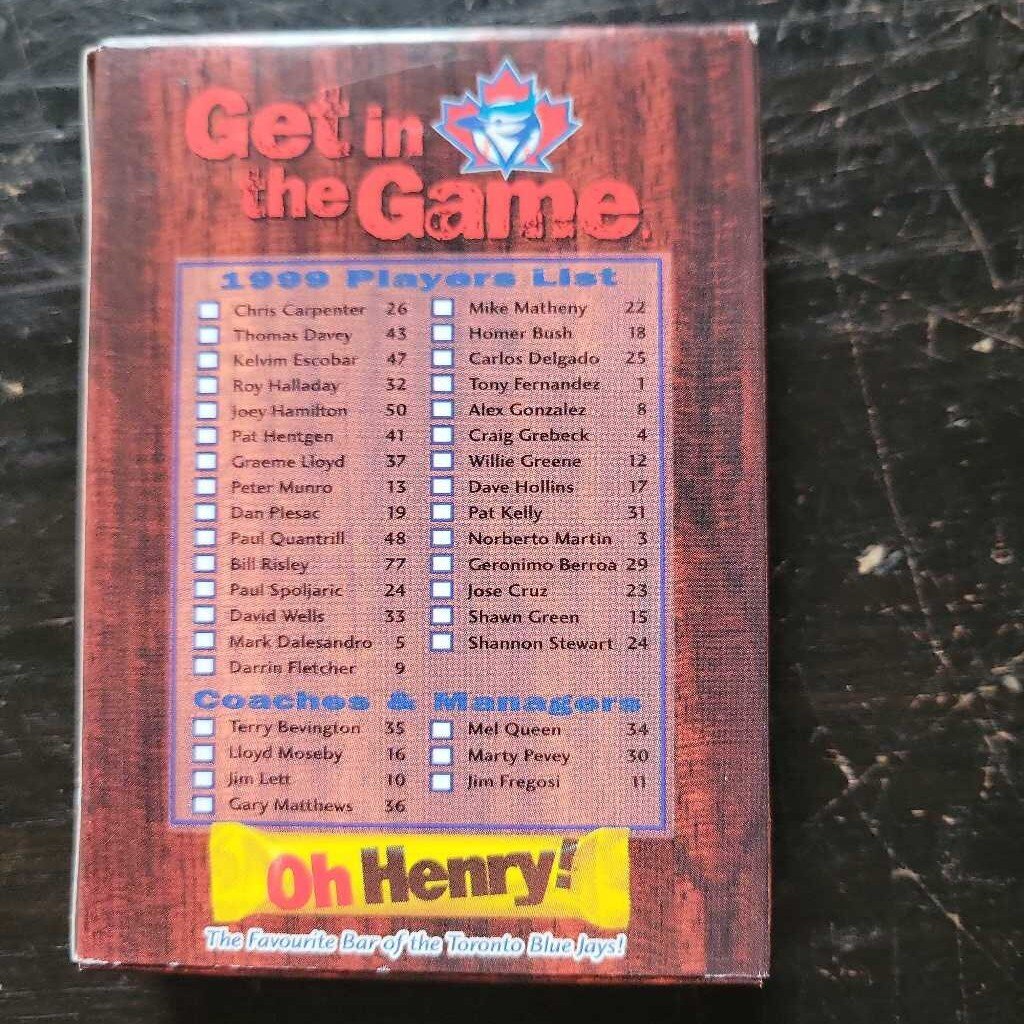 Get in
the Game
1999 Players List
Chris Carpenter 26
Thomas Davey 43
Kelvim Escobar 47
Roy Halladay 32
Joey Hamilton 50
Pat Hentgen 41
Graeme Lloyd 37
Peter Munro 13
Dan Plesac 19
Paul Quantrill 48
Bill Risley 77
Paul Spoljaric 24
David Wells 33
Mark Dalesandro 5
Darrin Fletcher 9
Mike Matheny 22
Homer Bush 18
Carlos Delgado 25
Tony Fernandez 1
Alex Gonzalez 8
Craig Grebeck 4
Willie Greene 12
Dave Hollins 17
Pat Kelly 31
Norberto Martin 3
Geronimo Berroa 29
Jose Cruz 23
Shawn Green 15
Shannon Stewart 24
Coaches & Managers
Terry Bevington 35
Lloyd Moseby 16
Jim Lett 10
Gary Matthews 36
Mel Queen 34
Marty Pevey 30
Jim Fregosi 11
Oh Henry!
The Favourite Bar of the Toronto Blue Jays!